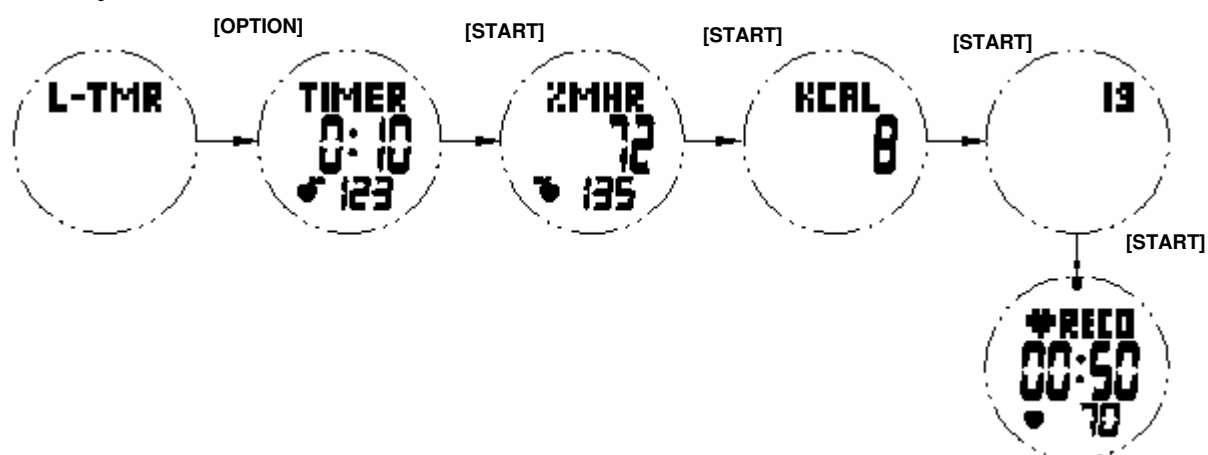 [OPTION]
[START]
[START]
[START]
L-TMR
TIMER
0:10
123
%MHR
72
135
KCAL
8
19
[START]
RECO
00:50
70